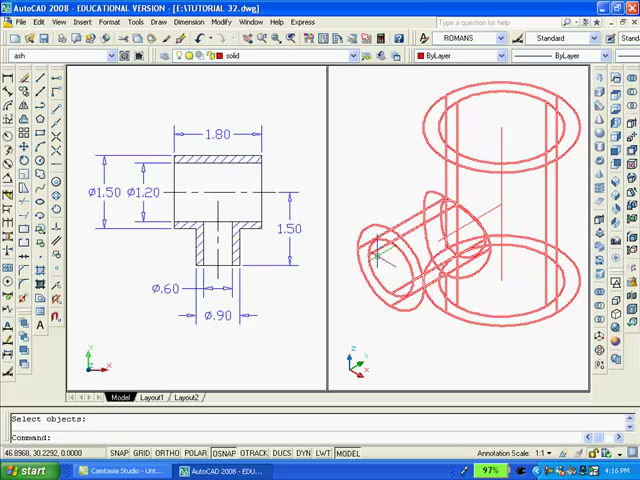 AutoCAD 2008 - EDUCATIONAL VERSION - [E:\TUTORIAL 32.dwg]
File Edit View Insert Format Tools Draw Dimension Modify Window Help Express
Type a question for help
ROMANS Standard
ash solid ByLayer ByLayer
1.80
Ø1.50 Ø1.20
1.50
Ø.60
Ø.90
Y X
Z Y X
Model Layout1 Layout2
Select objects:
Command:
46.8968, 30.2292, 0.0000 SNAP GRID ORTHO POLAR OSNAP OTRACK DUCS DYN LWT MODEL Annotation Scale: 1:1
start Camtasia Studio - Unt... AutoCAD 2008 - EDU... 97% 4:16 PM